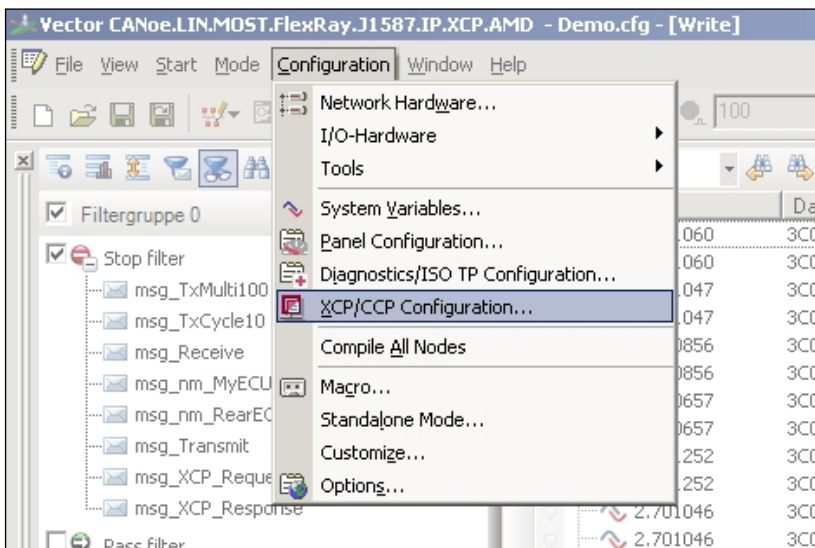 Vector CANoe.LIN.MOST.FlexRay.J1587.IP.XCP.AMD - Demo.cfg - [Write]
File View Start Mode Configuration Window Help
100
Network Hardware...
I/O-Hardware
Tools
System Variables...
Panel Configuration...
Diagnostics/ISO TP Configuration...
XCP/CCP Configuration...
Compile All Nodes
Macro...
Standalone Mode...
Customize...
Options...
Filtergruppe 0
Stop filter
msg_TxMulti100
msg_TxCycle10
msg_Receive
msg_nm_MyECU
msg_nm_RearEC
msg_Transmit
msg_XCP_Reque
msg_XCP_Response
Pass filter
Da
.060 3C0
.060 3C0
.047 3C0
.047 3C0
0856 3C0
0856 3C0
0657 3C0
0657 3C0
.252 3C0
.252 3C0
2.701046 3C0
2.701046 3C0